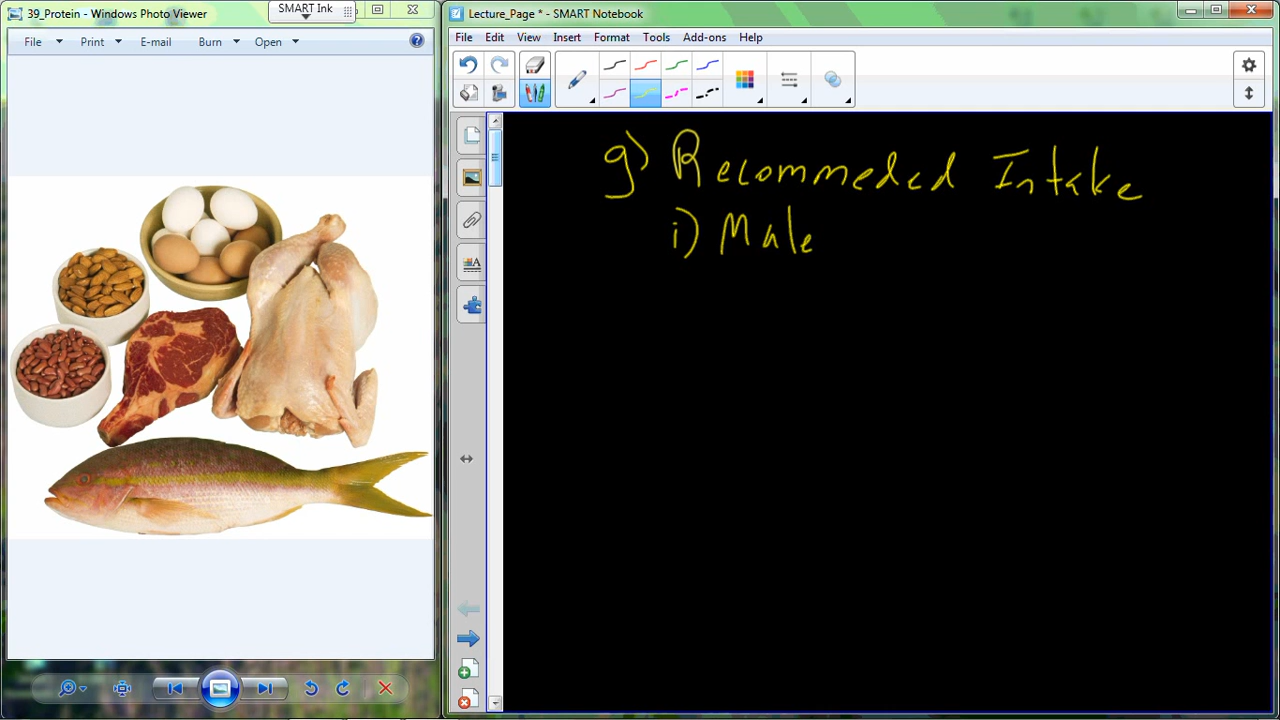 39_Protein - Windows Photo Viewer
SMART Ink
File Print E-mail Burn Open
Lecture_Page * - SMART Notebook
File Edit View Insert Format Tools Add-ons Help
g) Recommeded Intake
i) Male